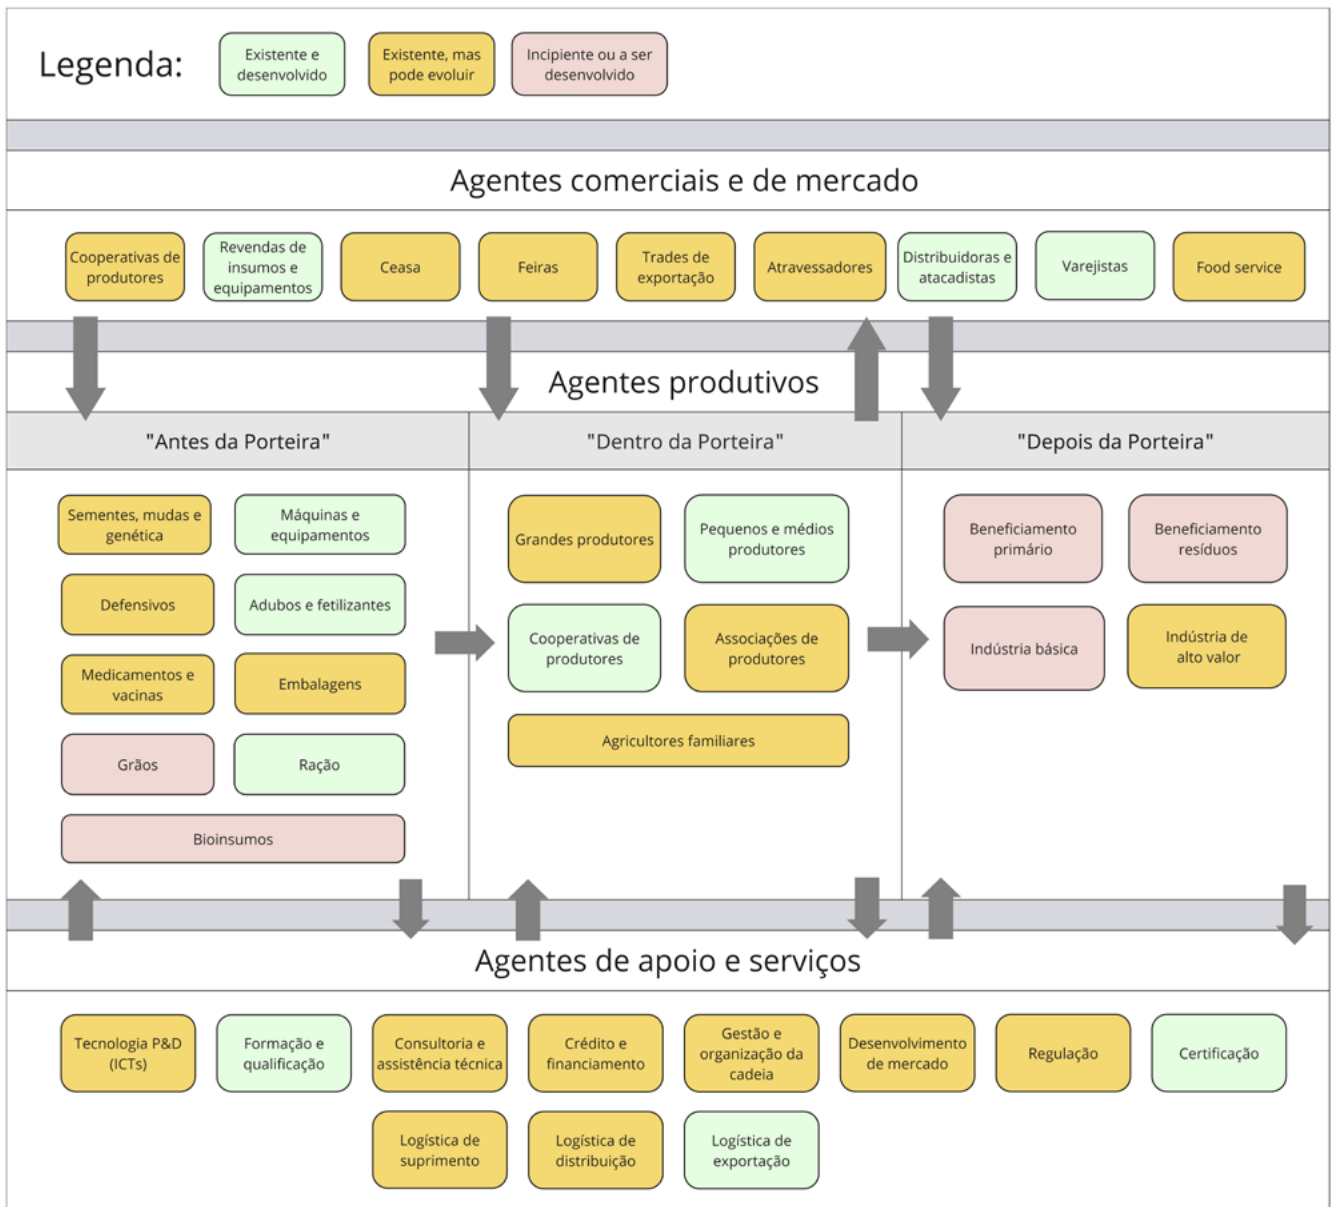 Legenda:
Existente e
desenvolvido
Existente, mas
pode evoluir
Incipiente ou a ser
desenvolvido
Agentes comerciais e de mercado
Cooperativas de
produtores
Revendas de
insumos e
equipamentos
Ceasa
Feiras
Trades de
exportação
Atravessadores
Distribuidoras e
atacadistas
Varejistas
Food service
Agentes produtivos
"Antes da Porteira"
"Dentro da Porteira"
"Depois da Porteira"
Sementes, mudas e
genética
Máquinas e
equipamentos
Defensivos
Adubos e fetilizantes
Medicamentos e
vacinas
Embalagens
Grãos
Ração
Bioinsumos
Grandes produtores
Pequenos e médios
produtores
Cooperativas de
produtores
Associações de
produtores
Agricultores familiares
Beneficiamento
primário
Beneficiamento
resíduos
Indústria básica
Indústria de
alto valor
Agentes de apoio e serviços
Tecnologia P&D
(ICTs)
Formação e
qualificação
Consultoria e
assistência técnica
Crédito e
financiamento
Gestão e
organização da
cadeia
Desenvolvimento
de mercado
Regulação
Certificação
Logística de
suprimento
Logística de
distribuição
Logística de
exportação